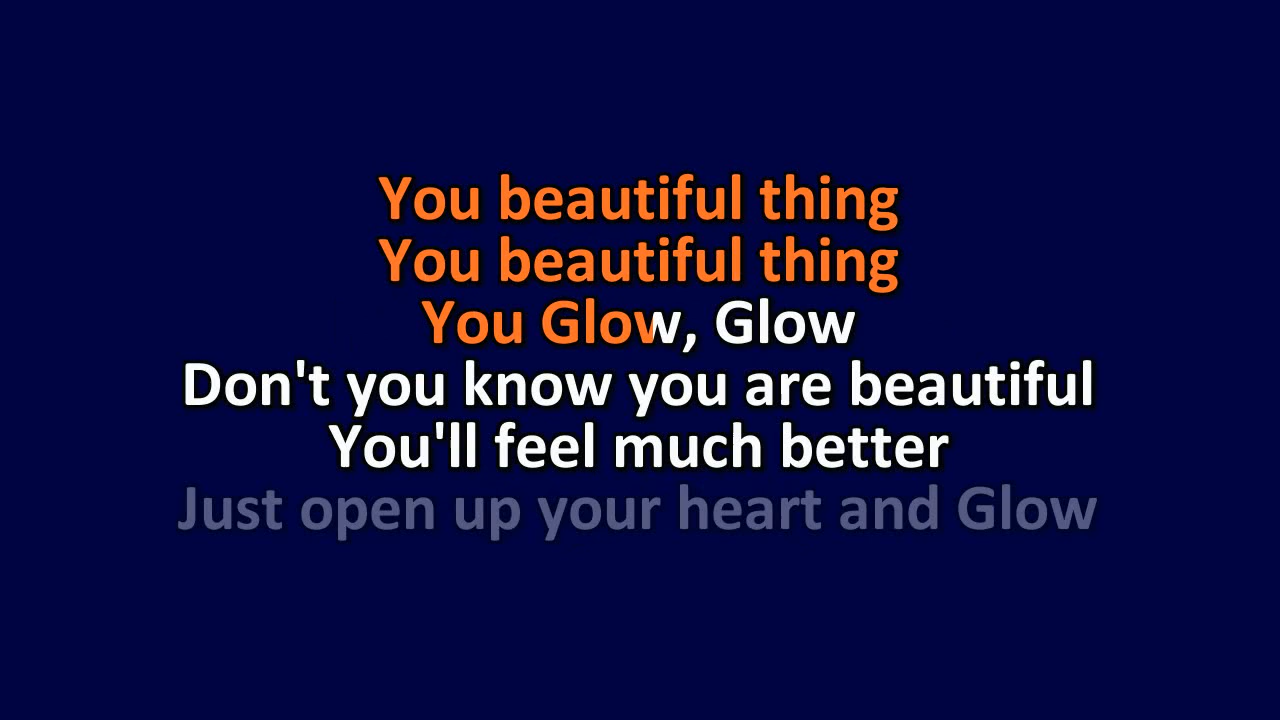 You beautiful thing
You beautiful thing
You Glow, Glow
Don't you know you are beautiful
You'll feel much better
Just open up your heart and Glow